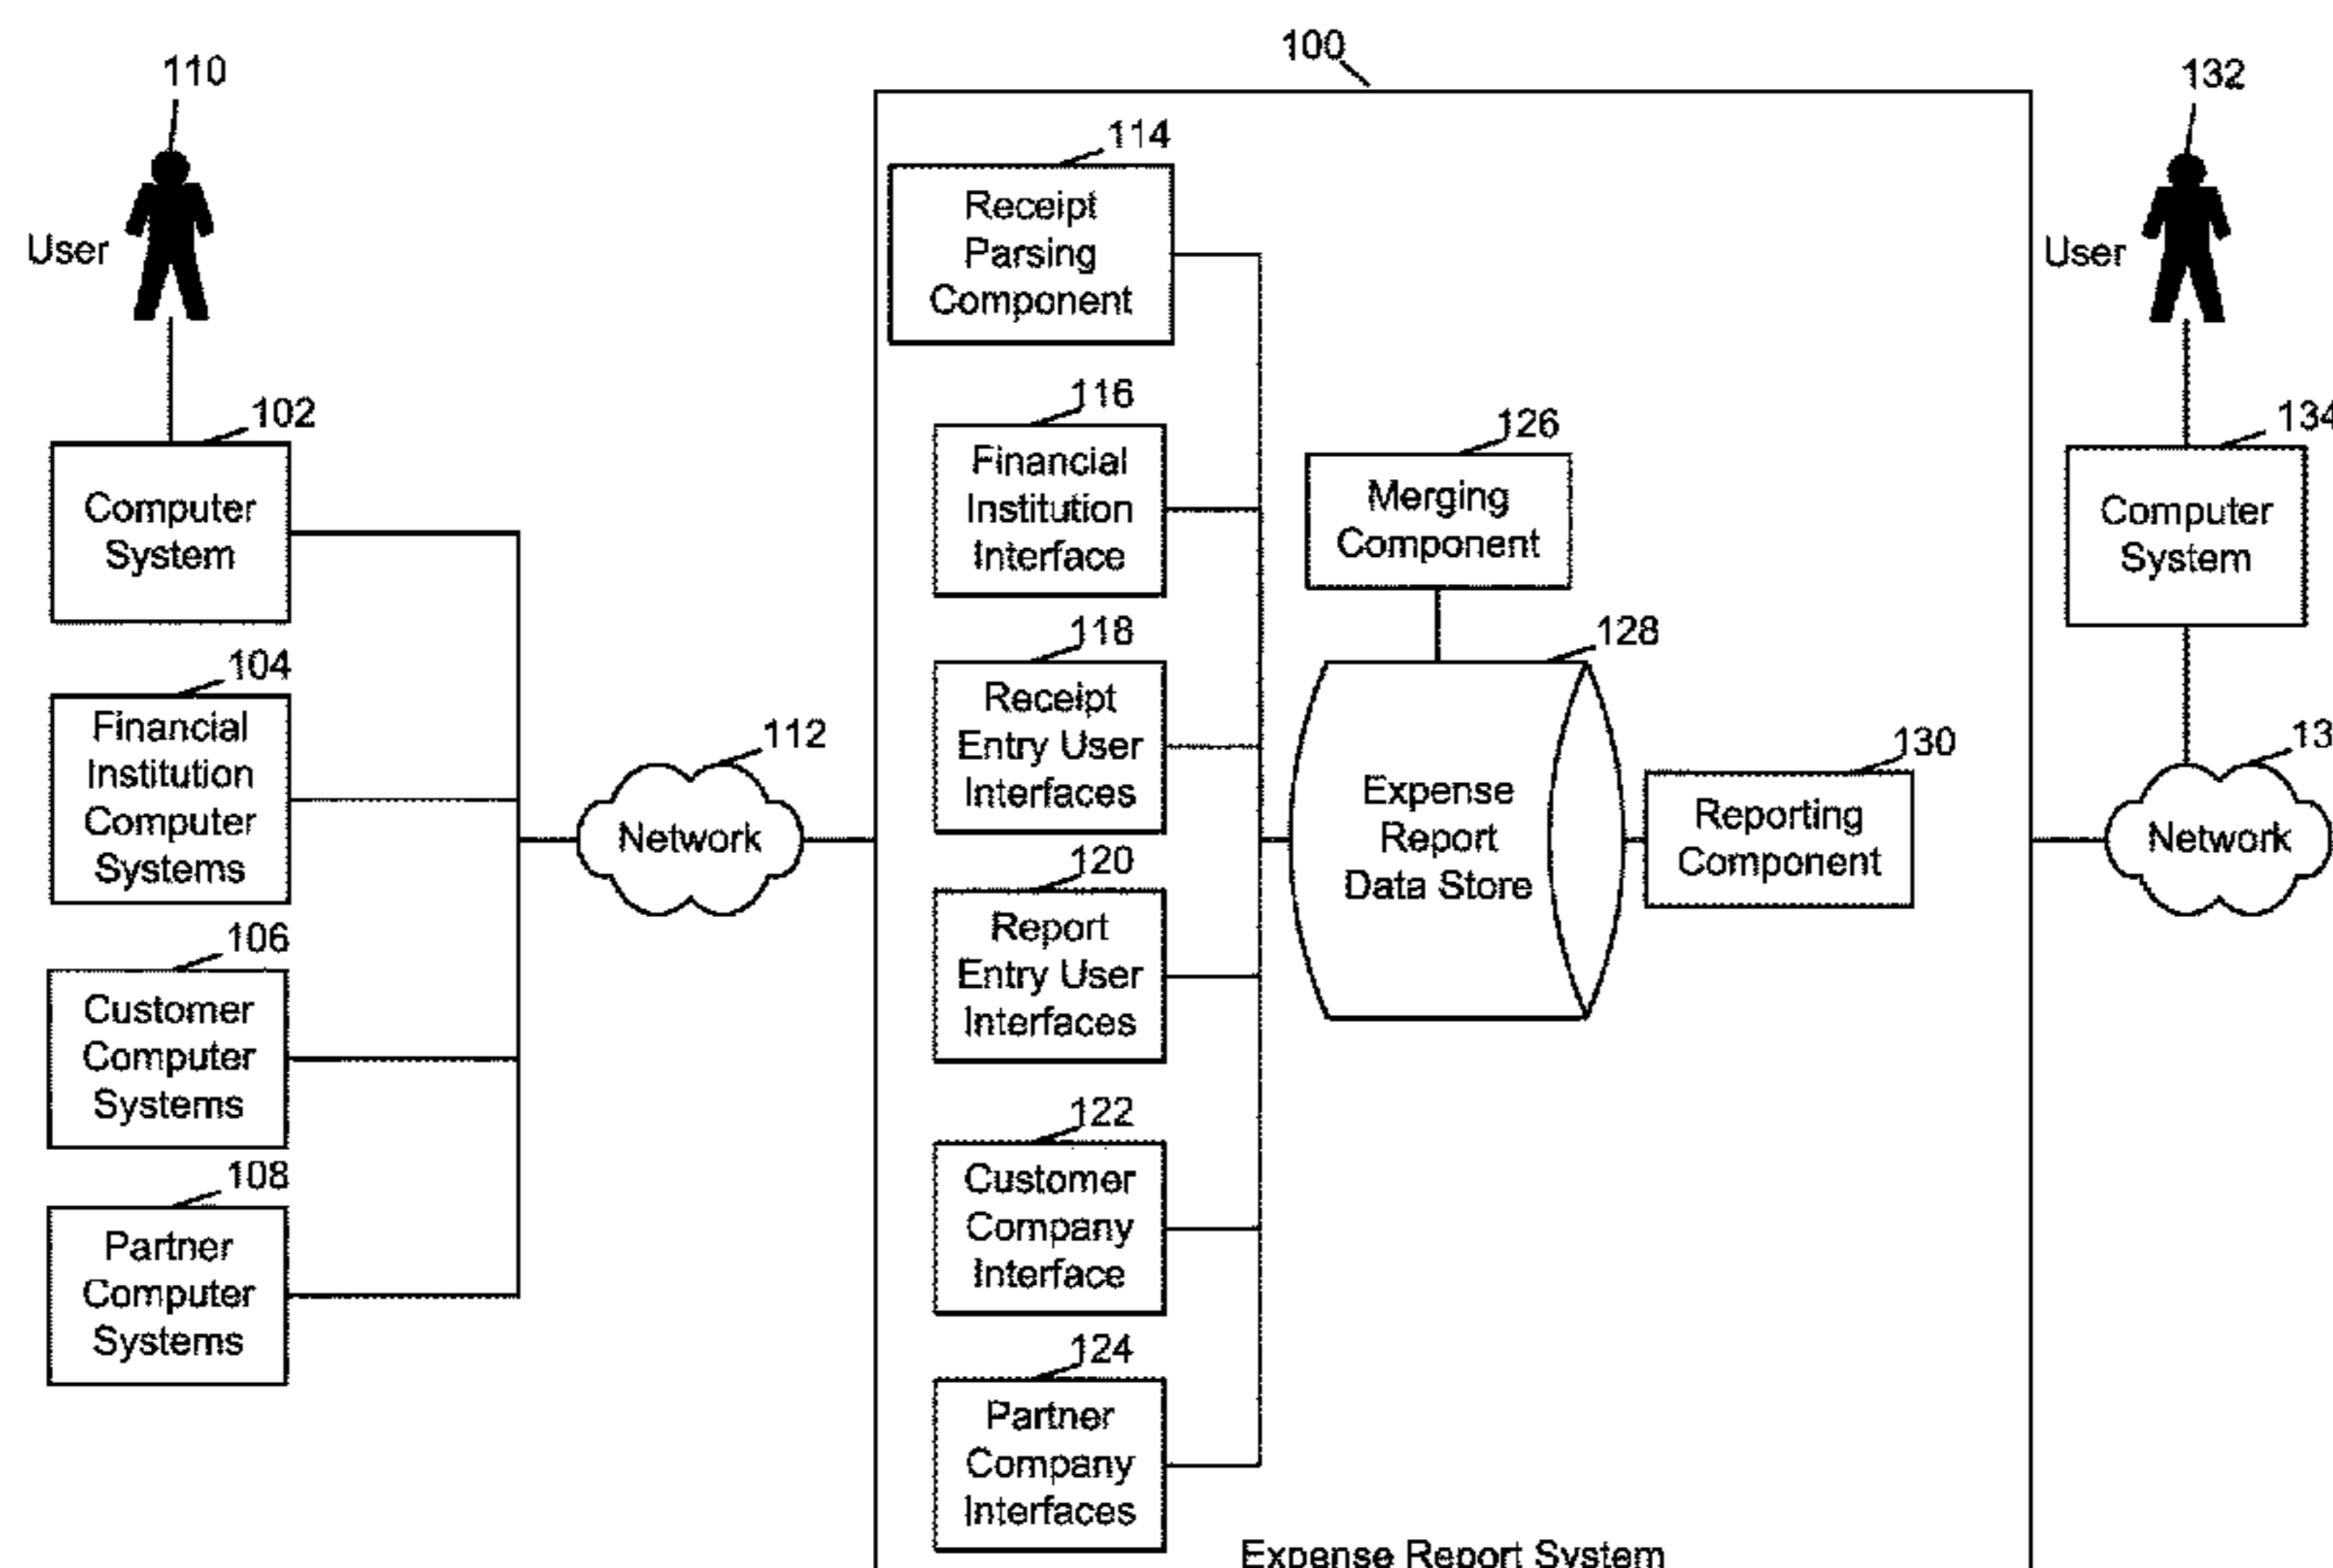 100
110
132
114
Receipt
Parsing
Component
User
User
102
Computer
System
116
Financial
Institution
Interface
126
Merging
Component
134
Computer
System
104
Financial
Institution
Computer
Systems
112
Network
118
Receipt
Entry User
Interfaces
128
Expense
Report
Data Store
130
Reporting
Component
13
Network
106
Customer
Computer
Systems
120
Report
Entry User
Interfaces
108
Partner
Computer
Systems
122
Customer
Company
Interface
124
Partner
Company
Interfaces
Expense Report System